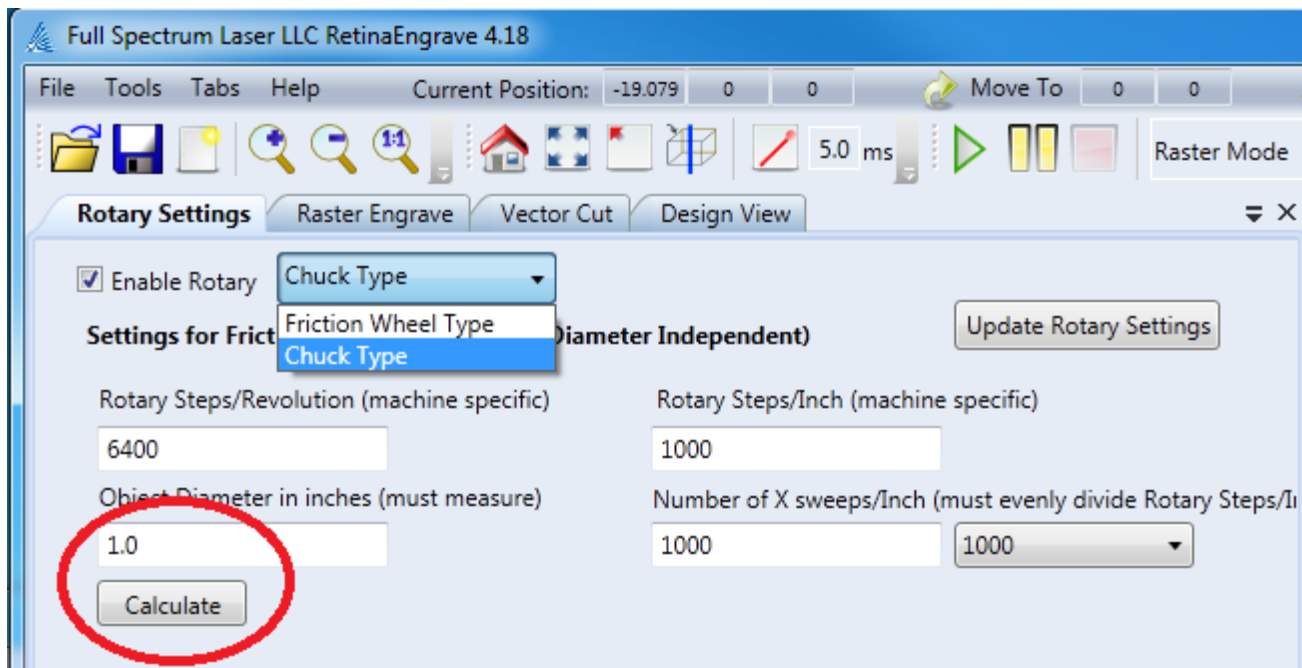 Full Spectrum Laser LLC RetinaEngrave 4.18
File Tools Tabs Help Current Position: -19.079 0 0 Move To 0 0
1:1 5.0 ms Raster Mode
Rotary Settings Raster Engrave Vector Cut Design View
Enable Rotary Chuck Type
Friction Wheel Type
Settings for Frict Diameter Independent) Update Rotary Settings
Chuck Type
Rotary Steps/Revolution (machine specific) Rotary Steps/Inch (machine specific)
6400 1000
Object Diameter in inches (must measure) Number of X sweeps/Inch (must evenly divide Rotary Steps/I
1.0 1000 1000
Calculate